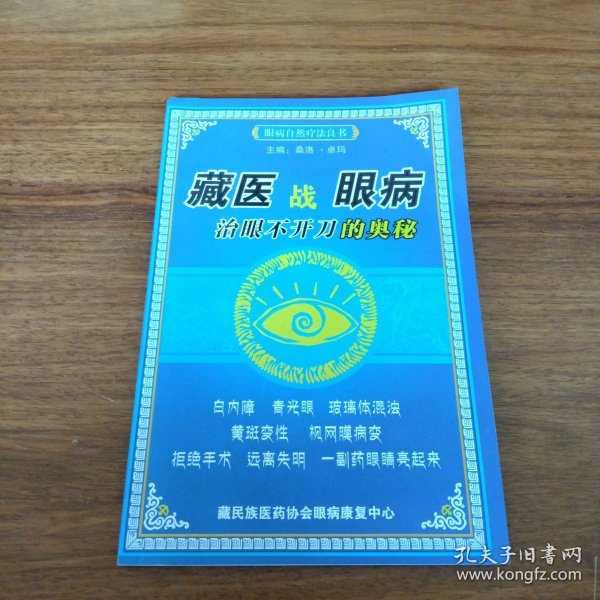 眼病自然疗法良书
主编：桑洛·卓玛
藏医 战 眼病
治眼不开刀的奥秘
白内障 青光眼 玻璃体混浊
黄斑变性 视网膜病变
拒绝手术 远离失明 一副药眼睛亮起来
藏民族医药协会眼病康复中心
孔夫子旧书网
www.kongfz.com